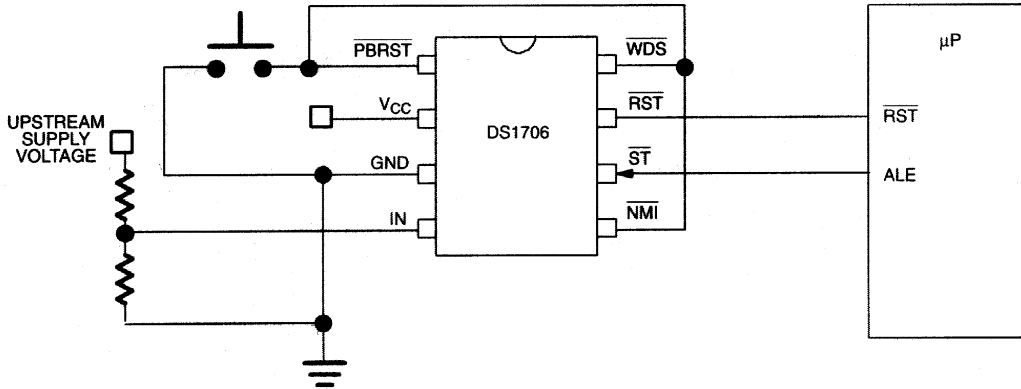 PBRST
WDS
µP
VCC
RST
RST
UPSTREAM
SUPPLY
VOLTAGE
DS1706
GND
ST
ALE
IN
NMI